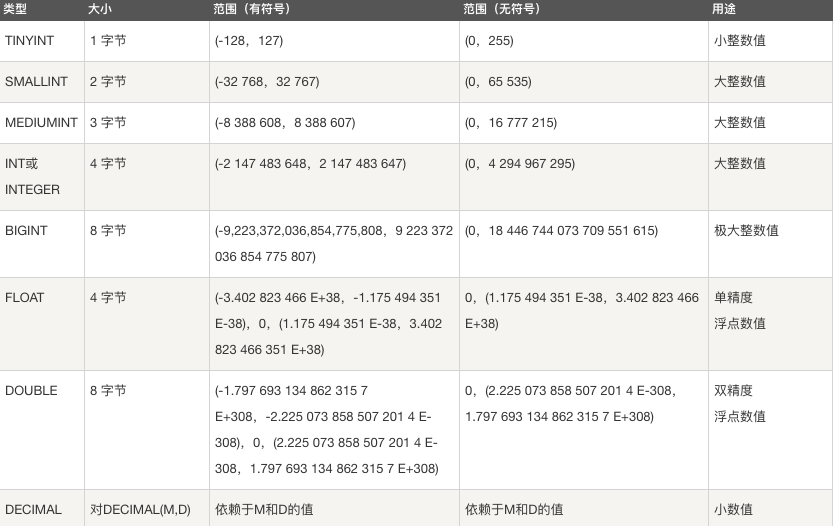 类型 大小 范围（有符号） 范围（无符号） 用途
TINYINT 1 字节 (-128，127) (0，255) 小整数值
SMALLINT 2 字节 (-32 768，32 767) (0，65 535) 大整数值
MEDIUMINT 3 字节 (-8 388 608，8 388 607) (0，16 777 215) 大整数值
INT或 4 字节 (-2 147 483 648，2 147 483 647) (0，4 294 967 295) 大整数值
INTEGER
BIGINT 8 字节 (-9,223,372,036,854,775,808，9 223 372 (0，18 446 744 073 709 551 615) 极大整数值
036 854 775 807)
FLOAT 4 字节 (-3.402 823 466 E+38，-1.175 494 351 0，(1.175 494 351 E-38，3.402 823 466 单精度
E-38)，0，(1.175 494 351 E-38，3.402 E+38) 浮点数值
823 466 351 E+38)
DOUBLE 8 字节 (-1.797 693 134 862 315 7 0，(2.225 073 858 507 201 4 E-308， 双精度
E+308，-2.225 073 858 507 201 4 E- 1.797 693 134 862 315 7 E+308) 浮点数值
308)，0，(2.225 073 858 507 201 4 E-
308，1.797 693 134 862 315 7 E+308)
DECIMAL 对DECIMAL(M,D) 依赖于M和D的值 依赖于M和D的值 小数值